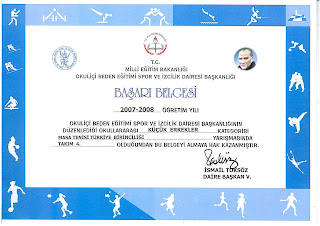 T.C.
MİLLİ EĞİTİM BAKANLIĞI
OKULİÇİ BEDEN EĞİTİMİ SPOR VE İZCİLİK DAİRESİ BAŞKANLIĞI
BAŞARI BELGESİ
2007-2008 ÖĞRETİM YILI
OKULİÇİ BEDEN EĞİTİMİ SPOR VE İZCİLİK DAİRESİ BAŞKANLIĞININ
DÜZENLEDİĞİ OKULLARARASI KÜÇÜK ERKEKLER KATEGORİSİ
MASA TENİSİ TÜRKİYE BİRİNCİLİĞİ YARIŞMASINDA
TAKIM 4. OLDUĞUNDAN BU BELGEYİ ALMAYA HAK KAZANMIŞTIR.
İSMAİL TOKSÖZ
DAİRE BAŞKAN V.